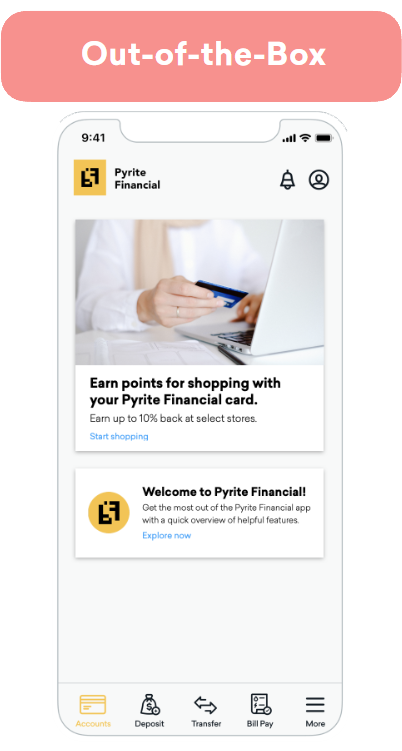 Out-of-the-Box
9:41
Pyrite
Financial
Earn points for shopping with
your Pyrite Financial card.
Earn up to 10% back at select stores.
Start shopping
Welcome to Pyrite Financial!
Get the most out of the Pyrite Financial app
with a quick overview of helpful features.
Explore now
Accounts
Deposit
Transfer
Bill Pay
More